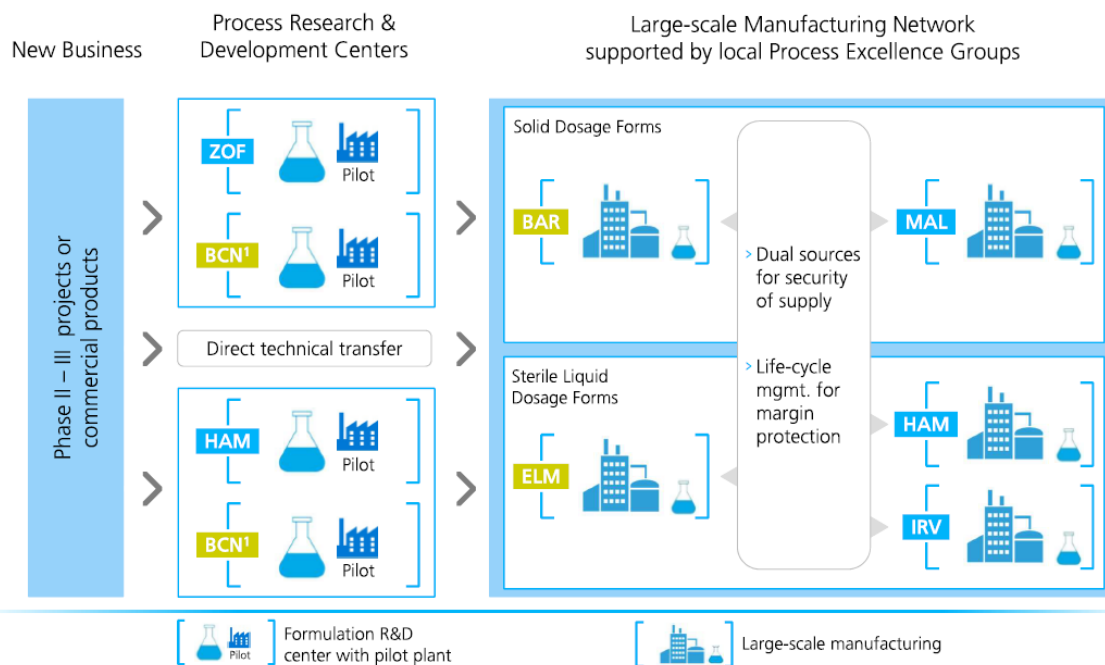 New Business
Process Research &
Development Centers
Large-scale Manufacturing Network
supported by local Process Excellence Groups
Phase II – III projects or
commercial products
ZOF
Pilot
BCN¹
Pilot
Direct technical transfer
HAM
Pilot
BCN¹
Pilot
Solid Dosage Forms
BAR
MAL
> Dual sources
for security
of supply
> Life-cycle
mgmt. for
margin
protection
Sterile Liquid
Dosage Forms
ELM
HAM
IRV
Pilot
Formulation R&D
center with pilot plant
Large-scale manufacturing